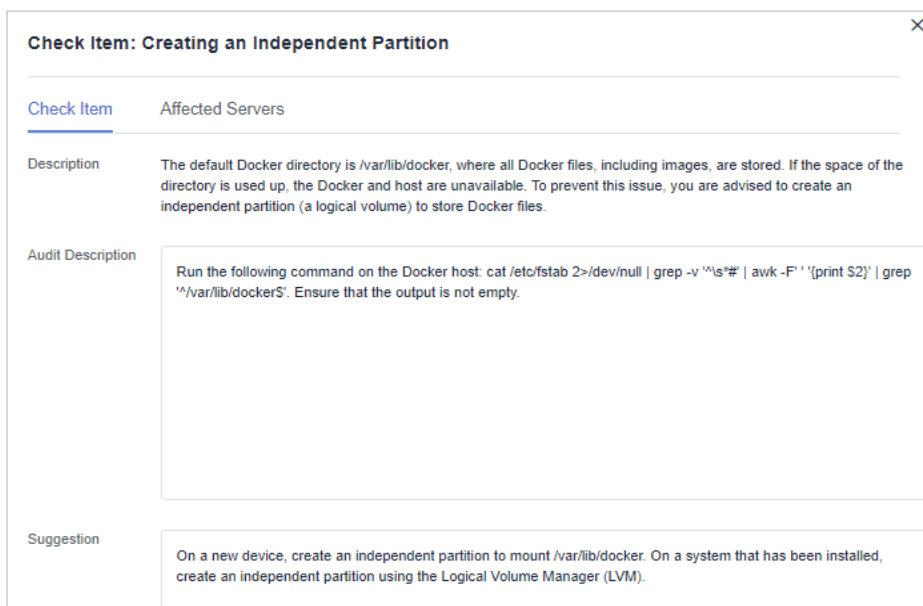 Check Item: Creating an Independent Partition
Check Item
Affected Servers
Description
The default Docker directory is /var/lib/docker, where all Docker files, including images, are stored. If the space of the
directory is used up, the Docker and host are unavailable. To prevent this issue, you are advised to create an
independent partition (a logical volume) to store Docker files.
Audit Description
Run the following command on the Docker host: cat /etc/fstab 2>/dev/null | grep -v '^\s*#' | awk -F' ' '{print $2}' | grep
'^/var/lib/docker$'. Ensure that the output is not empty.
Suggestion
On a new device, create an independent partition to mount /var/lib/docker. On a system that has been installed,
create an independent partition using the Logical Volume Manager (LVM).